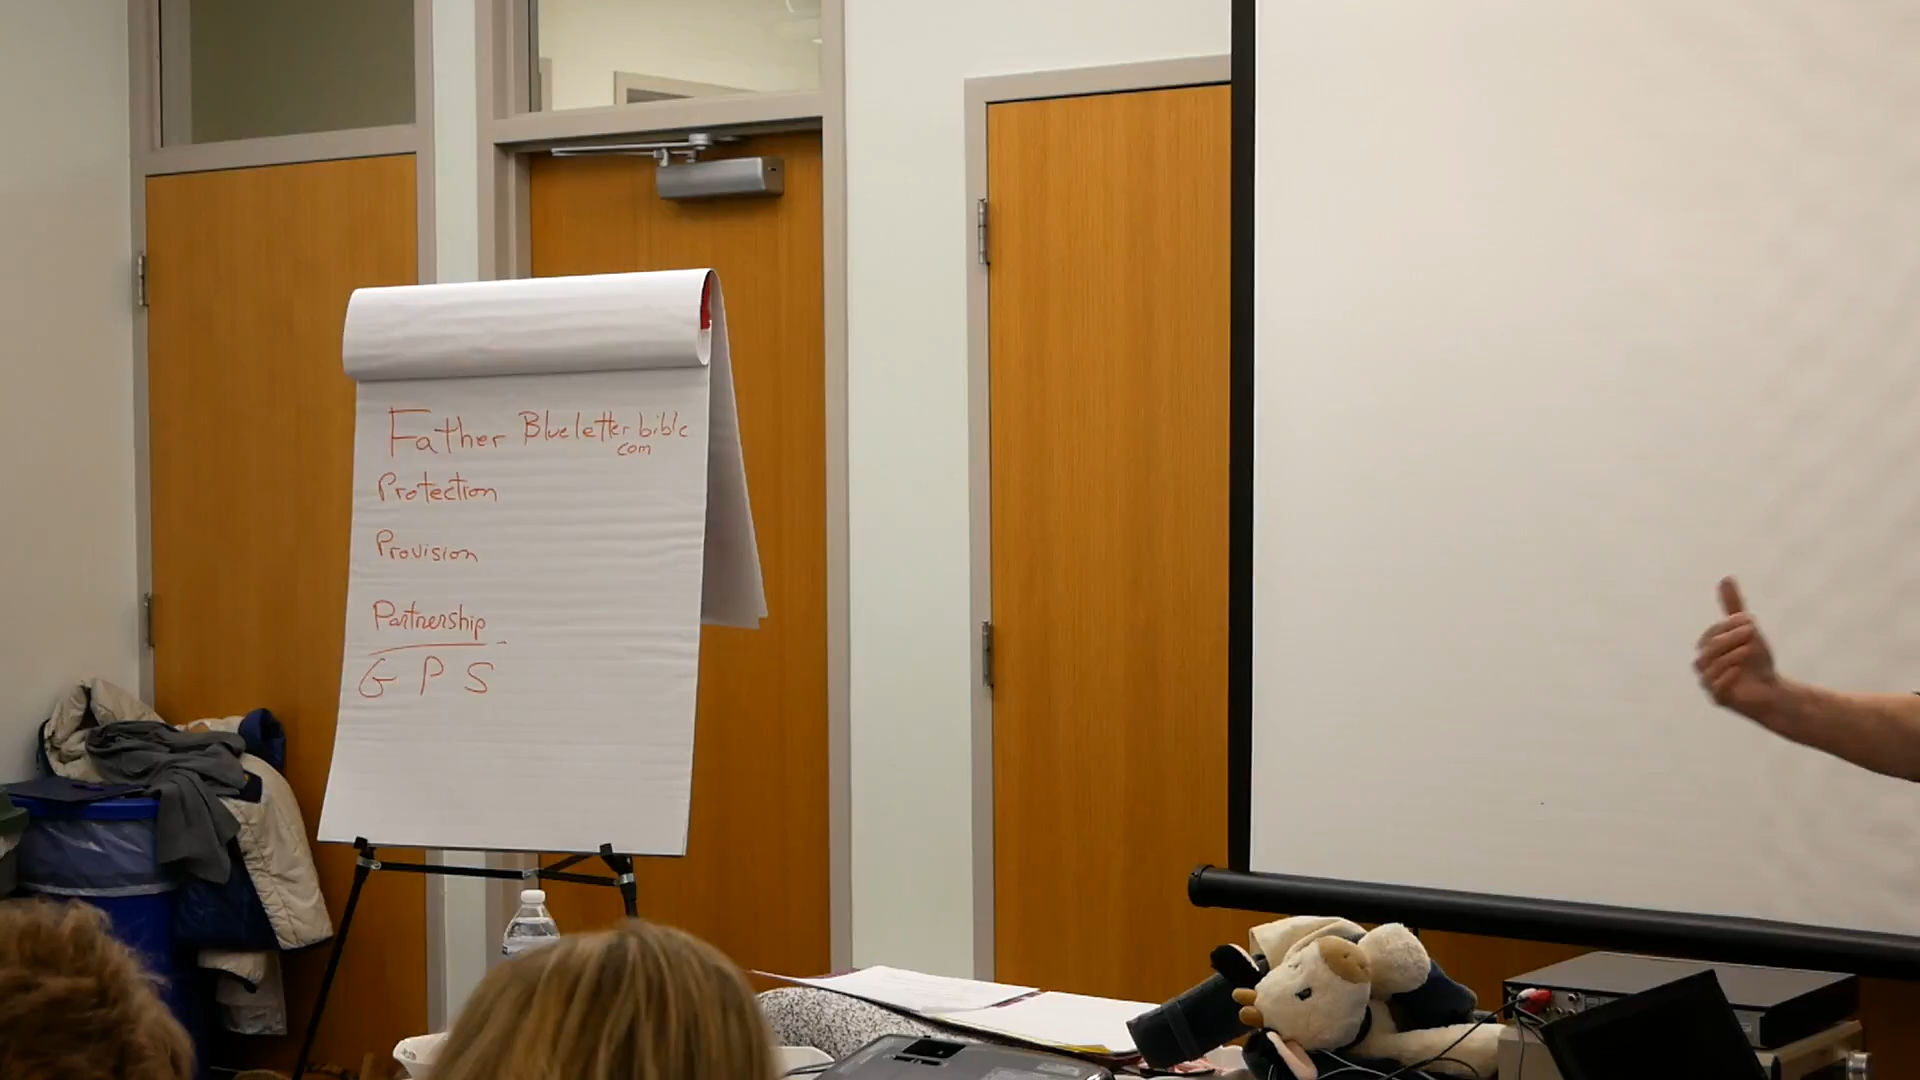 Father Blueletterbible
com
Protection
Provision
Partnership
G P S